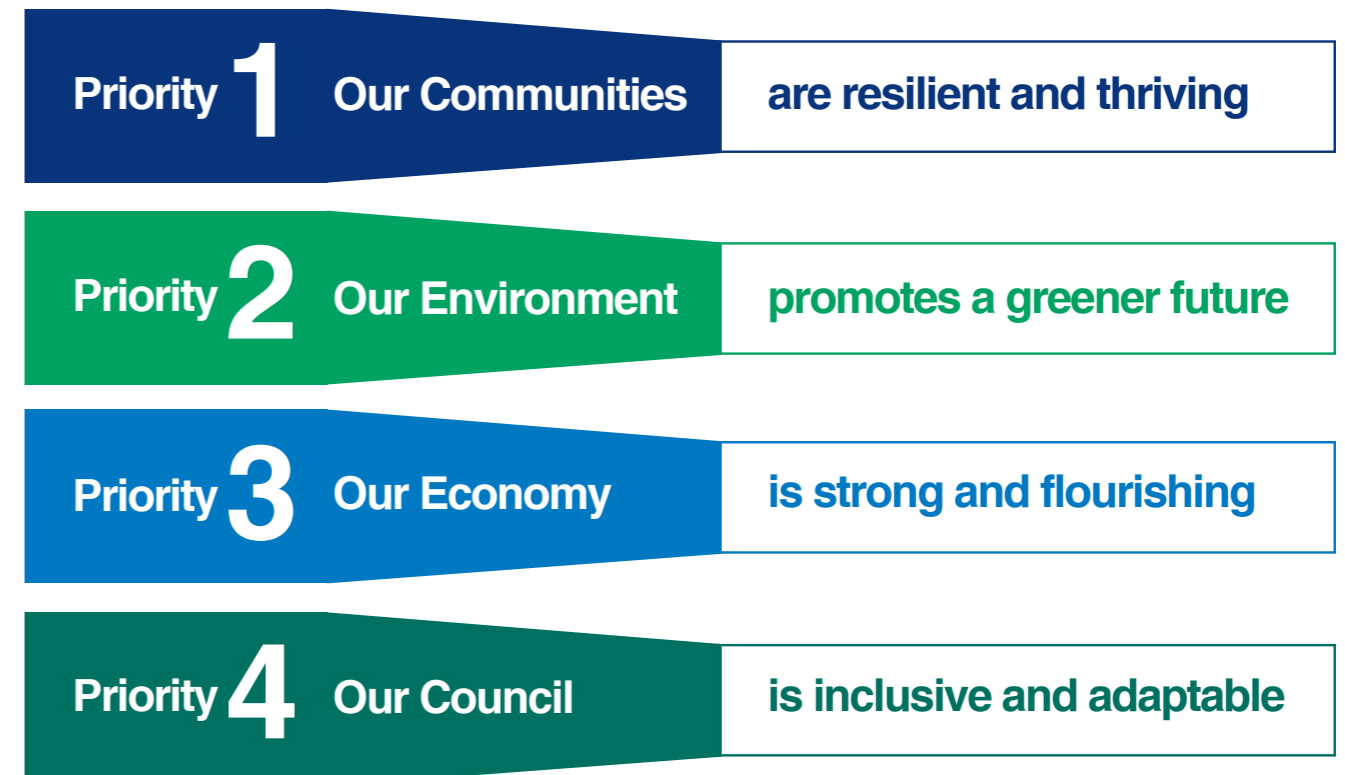 Priority 1 Our Communities are resilient and thriving
Priority 2 Our Environment promotes a greener future
Priority 3 Our Economy is strong and flourishing
Priority 4 Our Council is inclusive and adaptable